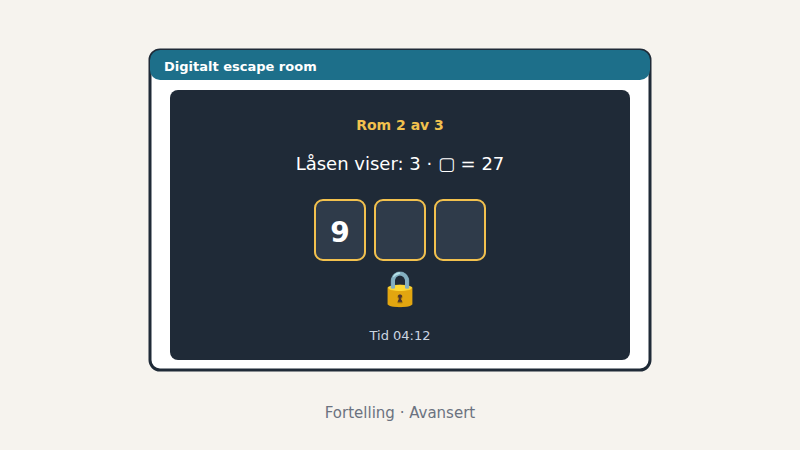 Digitalt escape room
Rom 2 av 3
Låsen viser: 3 · ▢ = 27
9
Tid 04:12
Fortelling · Avansert